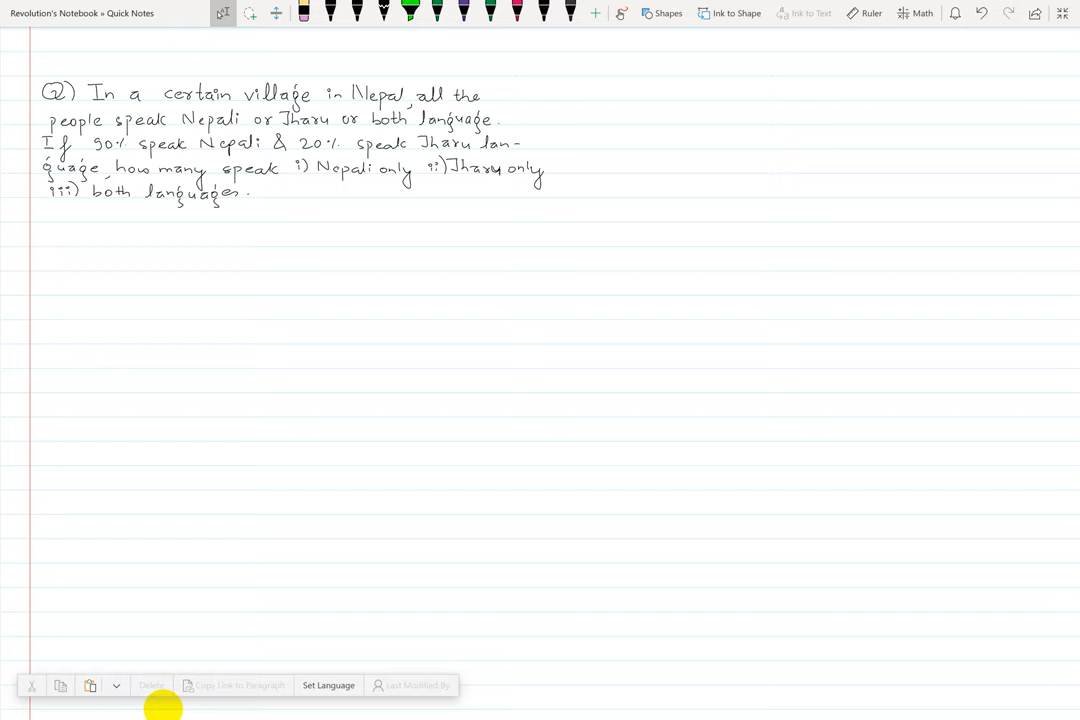 Revolution's Notebook » Quick Notes
Shapes
Ink to Shape
Ink to Text
Ruler
Math
Q) In a certain village in Nepal, all the
people speak Nepali or Tharu or both language.
If 90% speak Nepali & 20% speak Tharu lan-
guage, how many speak i) Nepali only ii) Tharu only
iii) both languages.
Delete
Copy Link to Paragraph
Set Language
Last Modified By